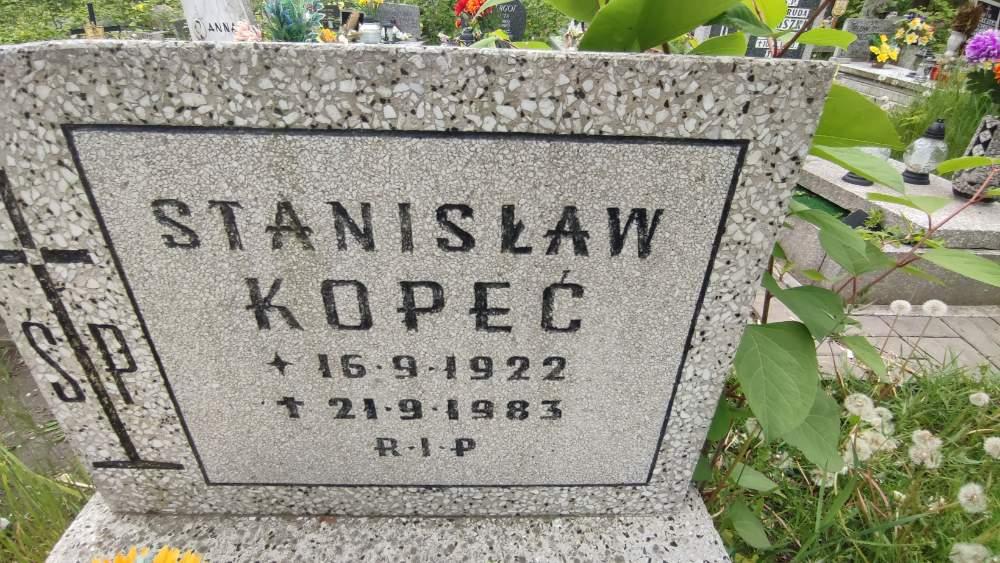 ANNA
STANISŁAW
KOPEĆ
16·9·1922
21·9·1983
R·I·P
Ś P